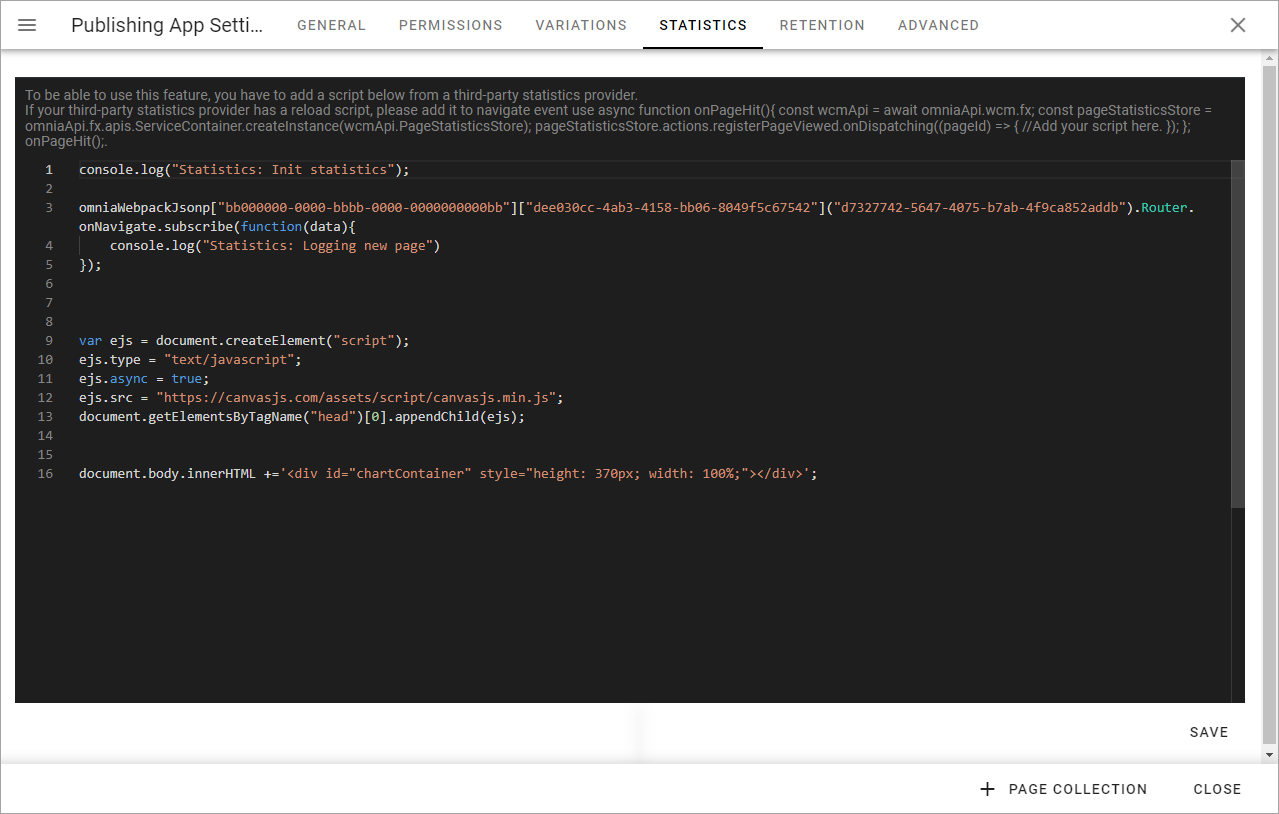 Publishing App Setti... GENERAL PERMISSIONS VARIATIONS STATISTICS RETENTION ADVANCED
To be able to use this feature, you have to add a script below from a third-party statistics provider.
If your third-party statistics provider has a reload script, please add it to navigate event use async function onPageHit(){ const wcmApi = await omniaApi.wcm.fx; const pageStatisticsStore =
omniaApi.fx.apis.ServiceContainer.createInstance(wcmApi.PageStatisticsStore); pageStatisticsStore.actions.registerPageViewed.onDispatching((pageId) => { //Add your script here. }); };
onPageHit();.
1 console.log("Statistics: Init statistics");
2
3 omniaWebpackJsonp["bb000000-0000-bbbb-0000-0000000000bb"]["dee030cc-4ab3-4158-bb06-8049f5c67542"]("d7327742-5647-4075-b7ab-4f9ca852addb").Router.
onNavigate.subscribe(function(data){
4 console.log("Statistics: Logging new page")
5 });
6
7
8
9 var ejs = document.createElement("script");
10 ejs.type = "text/javascript";
11 ejs.async = true;
12 ejs.src = "https://canvasjs.com/assets/script/canvasjs.min.js";
13 document.getElementsByTagName("head")[0].appendChild(ejs);
14
15
16 document.body.innerHTML +='<div id="chartContainer" style="height: 370px; width: 100%;"></div>';
SAVE
+ PAGE COLLECTION CLOSE